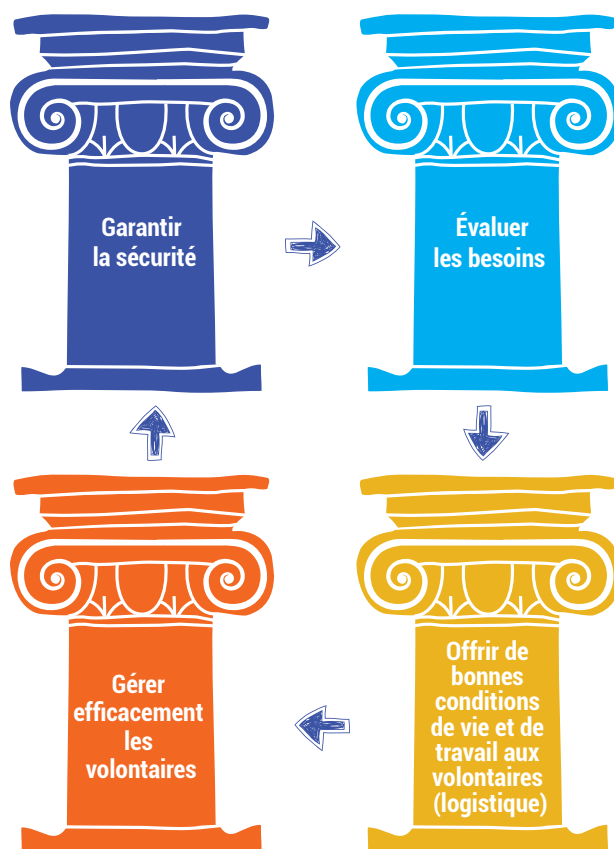 Garantir
la sécurité
Évaluer
les besoins
Offrir de
bonnes
conditions
de vie et de
travail aux
volontaires
(logistique)
Gérer
efficacement
les
volontaires